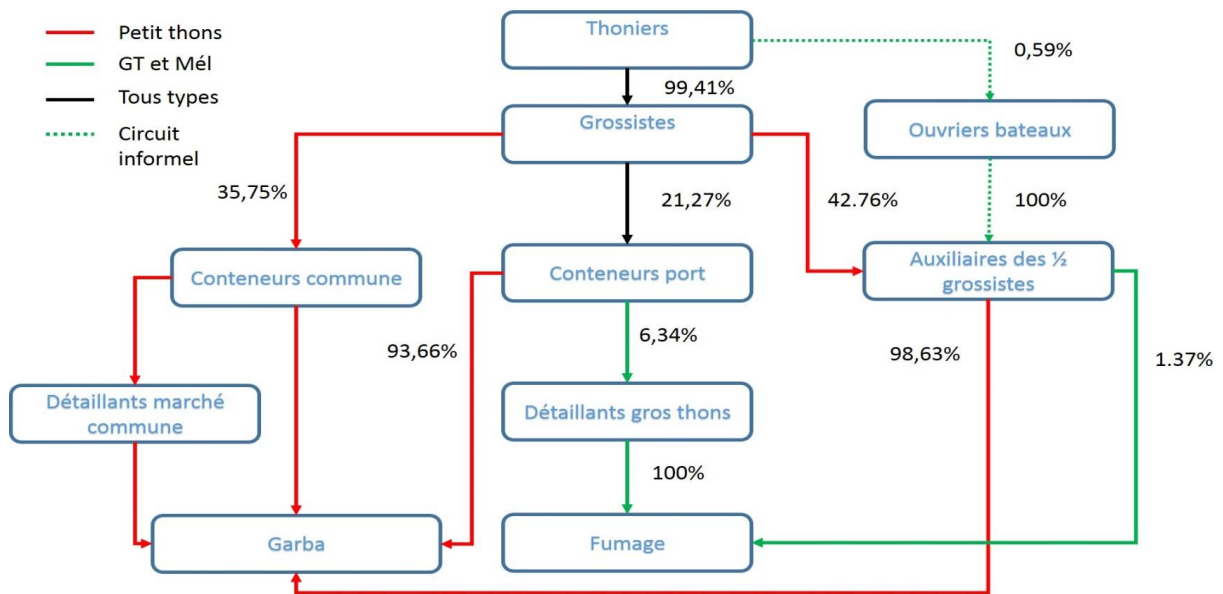 Petit thons
GT et Mél
Tous types
Circuit
informel
Thoniers
0,59%
99,41%
Grossistes
Ouvriers bateaux
35,75%
21,27%
42.76%
100%
Conteneurs commune
Conteneurs port
Auxiliaires des ½
grossistes
93,66%
6,34%
98,63%
1.37%
Détaillants marché
commune
Détaillants gros thons
100%
Garba
Fumage